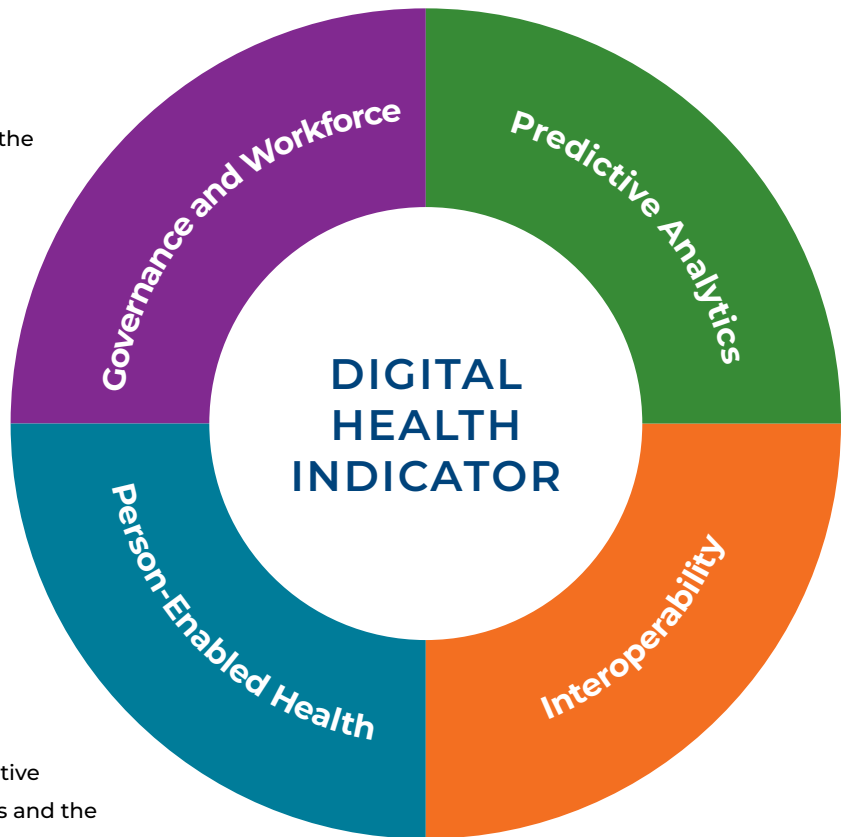 the
Governance and Workforce
Predictive Analytics
DIGITAL
HEALTH
INDICATOR
Person-Enabled Health
Interoperability
tive
s and the